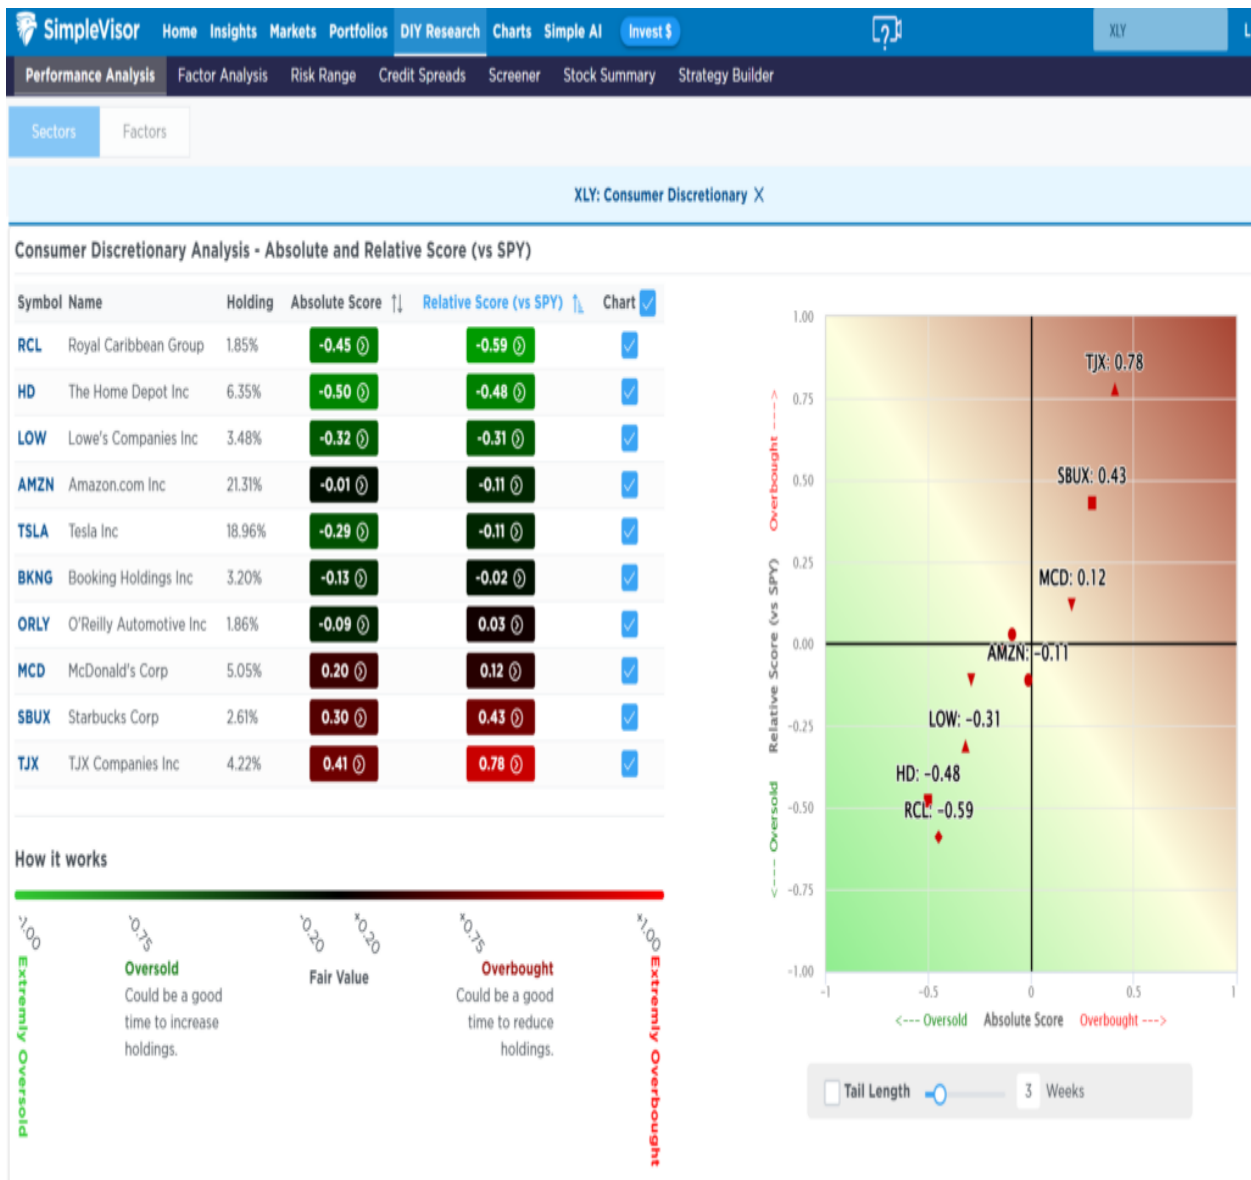 SimpleVisor Home Insights Markets Portfolios DIY Research Charts Simple AI Invest $ ? XLY L
Performance Analysis Factor Analysis Risk Range Credit Spreads Screener Stock Summary Strategy Builder
Sectors Factors
XLY: Consumer Discretionary X
Consumer Discretionary Analysis - Absolute and Relative Score (vs SPY)
Symbol Name Holding Absolute Score Relative Score (vs SPY) Chart
RCL Royal Caribbean Group 1.85% -0.45 -0.59
HD The Home Depot Inc 6.35% -0.50 -0.48
LOW Lowe's Companies Inc 3.48% -0.32 -0.31
AMZN Amazon.com Inc 21.31% -0.01 -0.11
TSLA Tesla Inc 18.96% -0.29 -0.11
BKNG Booking Holdings Inc 3.20% -0.13 -0.02
ORLY O'Reilly Automotive Inc 1.86% -0.09 0.03
MCD McDonald's Corp 5.05% 0.20 0.12
SBUX Starbucks Corp 2.61% 0.30 0.43
TJX TJX Companies Inc 4.22% 0.41 0.78
How it works
-1.00 -0.75 -0.20 +0.20 +0.75 +1.00
Extremly Oversold
Oversold
Could be a good
time to increase
holdings.
Fair Value
Overbought
Could be a good
time to reduce
holdings.
Extremly Overbought
1.00
0.75
0.50
0.25
0.00
-0.25
-0.50
-0.75
-1.00
<--- Oversold Relative Score (vs SPY) Overbought --->
TJX: 0.78
SBUX: 0.43
MCD: 0.12
AMZN: -0.11
LOW: -0.31
HD: -0.48
RCL: -0.59
-1 -0.5 0 0.5 1
<--- Oversold Absolute Score Overbought --->
Tail Length 3 Weeks